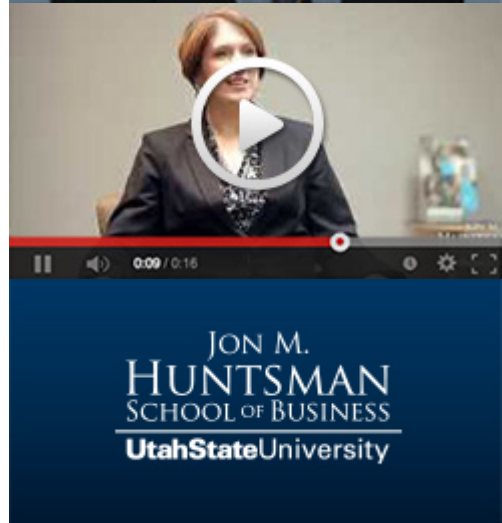 0:09 / 0:16
JON M.
HUNTSMAN
SCHOOL OF BUSINESS
UtahStateUniversity